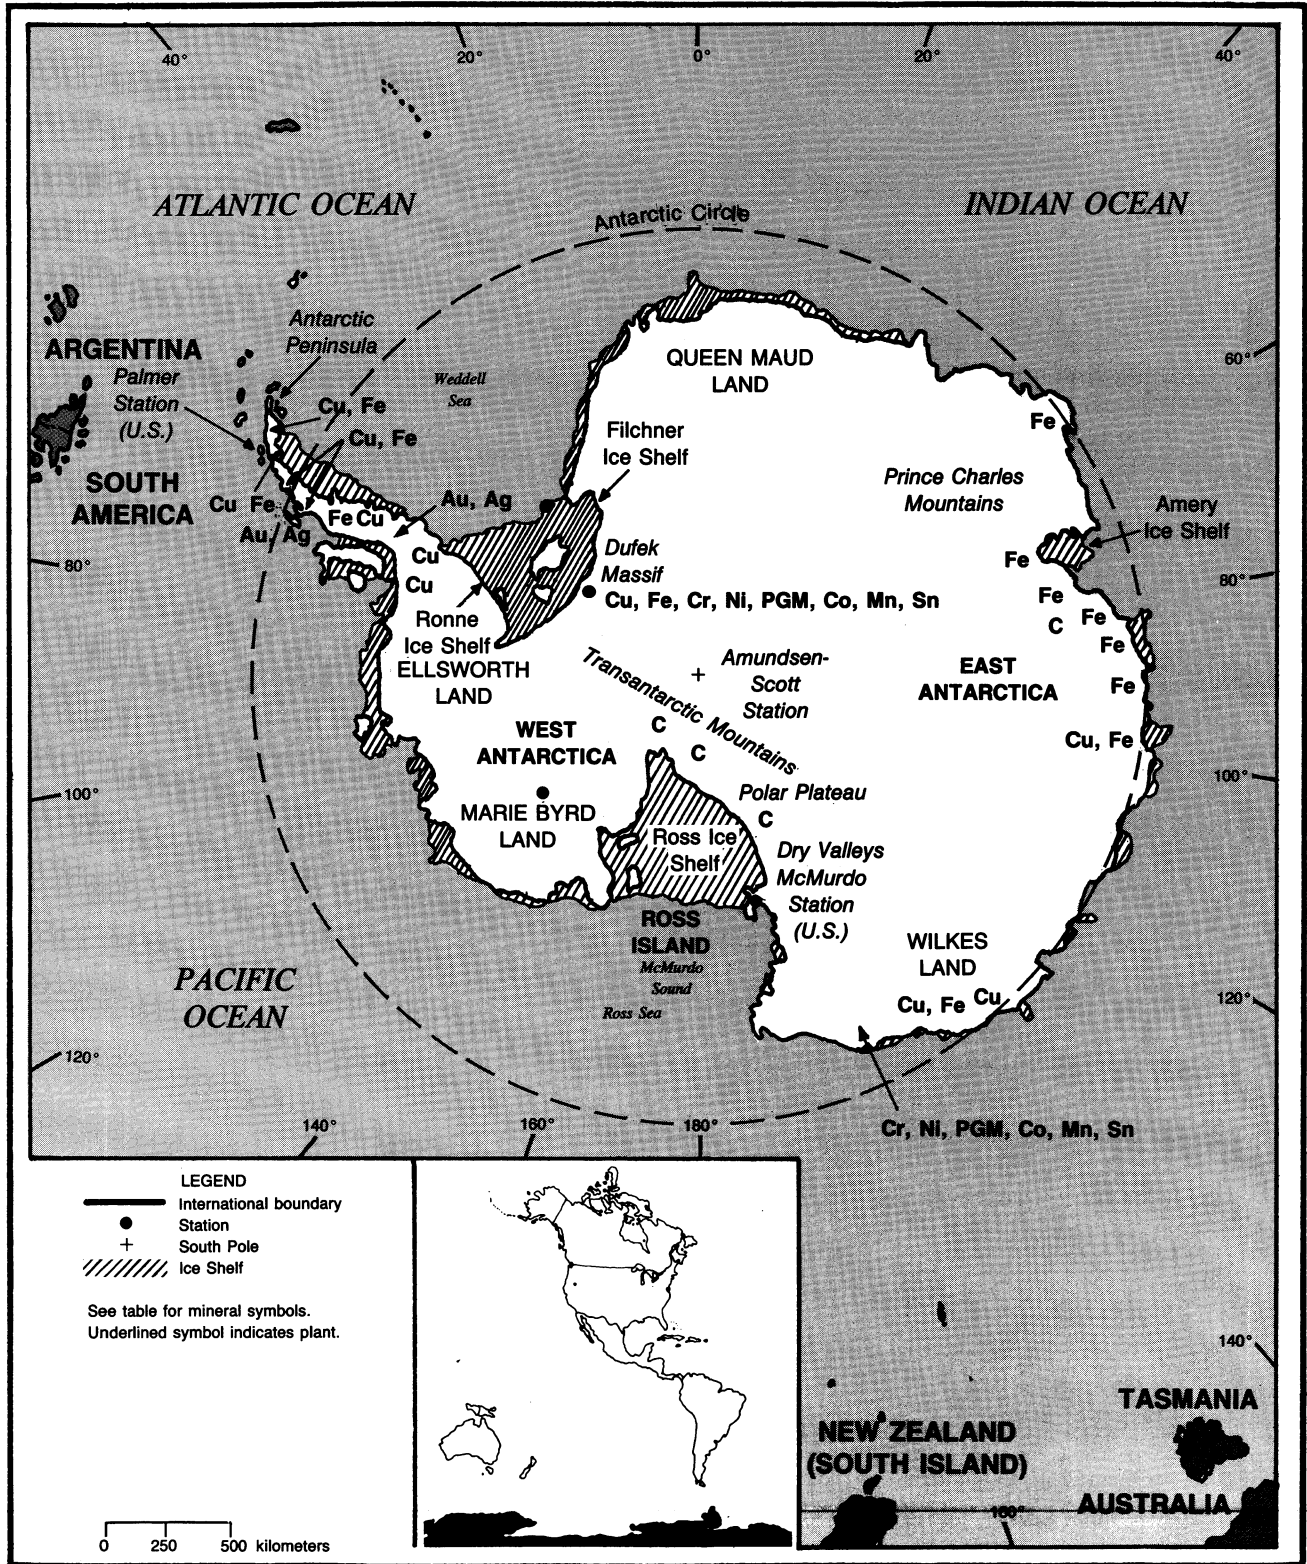 40°
20°
0°
20°
40°
ATLANTIC OCEAN
INDIAN OCEAN
Antarctic Circle
Antarctic
Peninsula
ARGENTINA
Palmer
Station
(U.S.)
Weddell
Sea
QUEEN MAUD
LAND
60°
Cu, Fe
Cu, Fe
Fe
Filchner
Ice Shelf
SOUTH
AMERICA
Prince Charles
Mountains
Cu Fe
Au, Ag
Au, Ag
Fe Cu
Amery
Ice Shelf
Cu
Cu
Dufek
Massif
Fe
80°
80°
Cu, Fe, Cr, Ni, PGM, Co, Mn, Sn
Fe
C
Fe
Fe
Ronne
Ice Shelf
ELLSWORTH
LAND
Transantarctic Mountains
Amundsen-
Scott
Station
EAST
ANTARCTICA
Fe
Cu, Fe
C
C
WEST
ANTARCTICA
100°
100°
Polar Plateau
C
MARIE BYRD
LAND
Ross Ice
Shelf
Dry Valleys
McMurdo
Station
(U.S.)
ROSS
ISLAND
McMurdo
Sound
Ross Sea
WILKES
LAND
PACIFIC
OCEAN
Cu, Fe
Cu
120°
120°
140°
160°
180°
Cr, Ni, PGM, Co, Mn, Sn
LEGEND
International boundary
Station
South Pole
Ice Shelf
See table for mineral symbols.
Underlined symbol indicates plant.
0 250 500 kilometers
140°
TASMANIA
NEW ZEALAND
(SOUTH ISLAND)
160°
AUSTRALIA